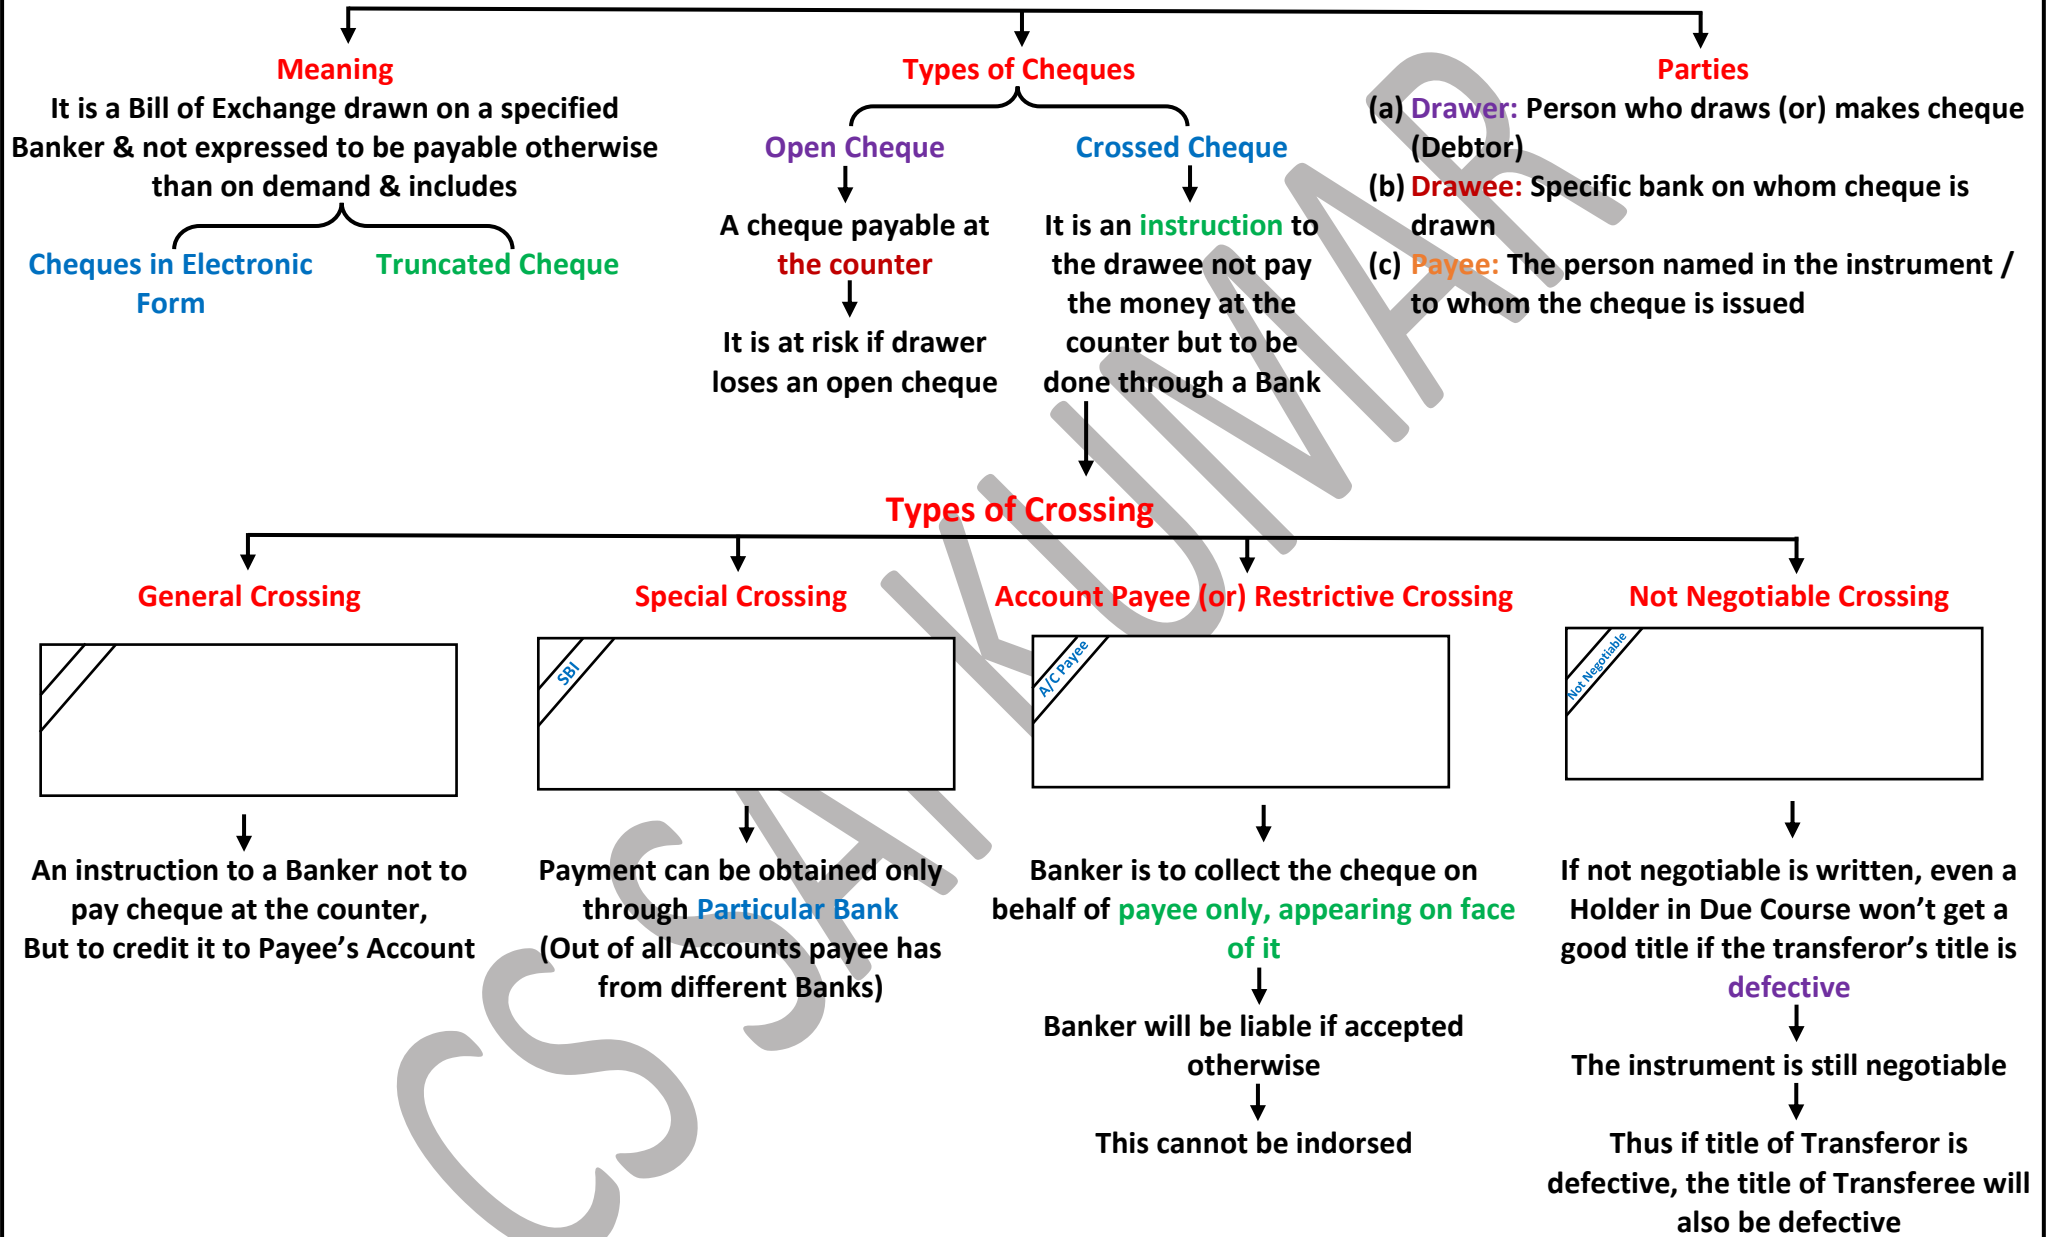 Meaning
It is a Bill of Exchange drawn on a specified
Banker & not expressed to be payable otherwise
than on demand & includes
Cheques in Electronic
Form
Truncated Cheque
Types of Cheques
Open Cheque
A cheque payable at
the counter
It is at risk if drawer
loses an open cheque
Crossed Cheque
It is an instruction to
the drawee not pay
the money at the
counter but to be
done through a Bank
Parties
(a) Drawer: Person who draws (or) makes cheque
(Debtor)
(b) Drawee: Specific bank on whom cheque is
drawn
(c) Payee: The person named in the instrument /
to whom the cheque is issued
Types of Crossing
General Crossing
An instruction to a Banker not to
pay cheque at the counter,
But to credit it to Payee's Account
Special Crossing
SBI
Payment can be obtained only
through Particular Bank
(Out of all Accounts payee has
from different Banks)
Account Payee (or) Restrictive Crossing
A/C Payee
Banker is to collect the cheque on
behalf of payee only, appearing on face
of it
Banker will be liable if accepted
otherwise
This cannot be indorsed
Not Negotiable Crossing
Not Negotiable
If not negotiable is written, even a
Holder in Due Course won't get a
good title if the transferor's title is
defective
The instrument is still negotiable
Thus if title of Transferor is
defective, the title of Transferee will
also be defective
CS SAI KUMAR